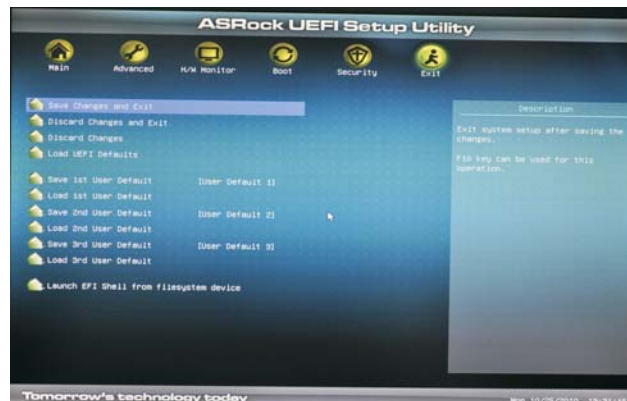 ASRock UEFI Setup Utility
Main
Advanced
H/W Monitor
Boot
Security
Exit
Save Changes and Exit
Discard Changes and Exit
Discard Changes
Load UEFI Defaults
Save 1st User Default [User Default 1]
Load 1st User Default
Save 2nd User Default [User Default 2]
Load 2nd User Default
Save 3rd User Default [User Default 3]
Load 3rd User Default
Launch EFI Shell from filesystem device
Description
Exit system setup after saving the
changes.
F10 key can be used for this
operation.
Tomorrow's technology today
Mon 10/25/2010